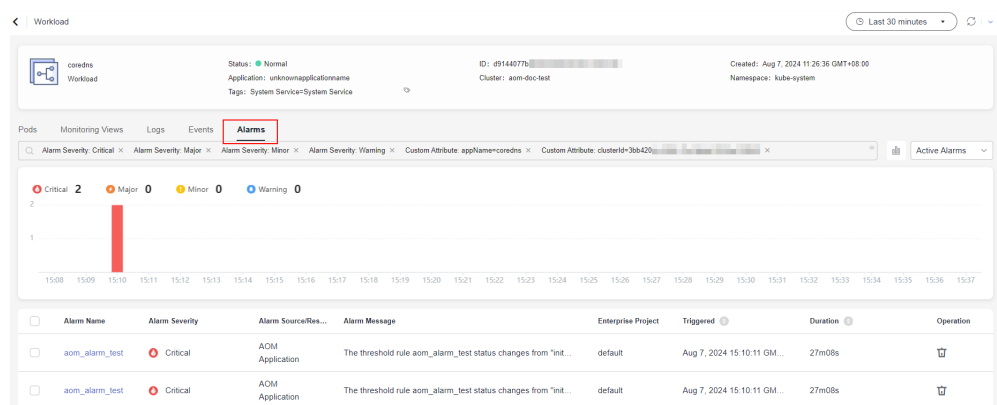 Workload
Last 30 minutes
coredns
Workload
Status: Normal
Application: unknownapplicationname
Tags: System Service=System Service
ID: d9144077b
Cluster: aom-doc-test
Created: Aug 7, 2024 11:26:36 GMT+08:00
Namespace: kube-system
Pods Monitoring Views Logs Events Alarms
Alarm Severity: Critical × Alarm Severity: Major × Alarm Severity: Minor × Alarm Severity: Warning × Custom Attribute: appName=coredns × Custom Attribute: clusterId=3bb420 × Active Alarms
Critical 2 Major 0 Minor 0 Warning 0
2
1
15:08 15:09 15:10 15:11 15:12 15:13 15:14 15:15 15:16 15:17 15:18 15:19 15:20 15:21 15:22 15:23 15:24 15:25 15:26 15:27 15:28 15:29 15:30 15:31 15:32 15:33 15:34 15:35 15:36 15:37
Alarm Name Alarm Severity Alarm Source/Res... Alarm Message Enterprise Project Triggered Duration Operation
aom_alarm_test Critical AOM Application The threshold rule aom_alarm_test status changes from "init... default Aug 7, 2024 15:10:11 GM... 27m08s
aom_alarm_test Critical AOM Application The threshold rule aom_alarm_test status changes from "init... default Aug 7, 2024 15:10:11 GM... 27m08s